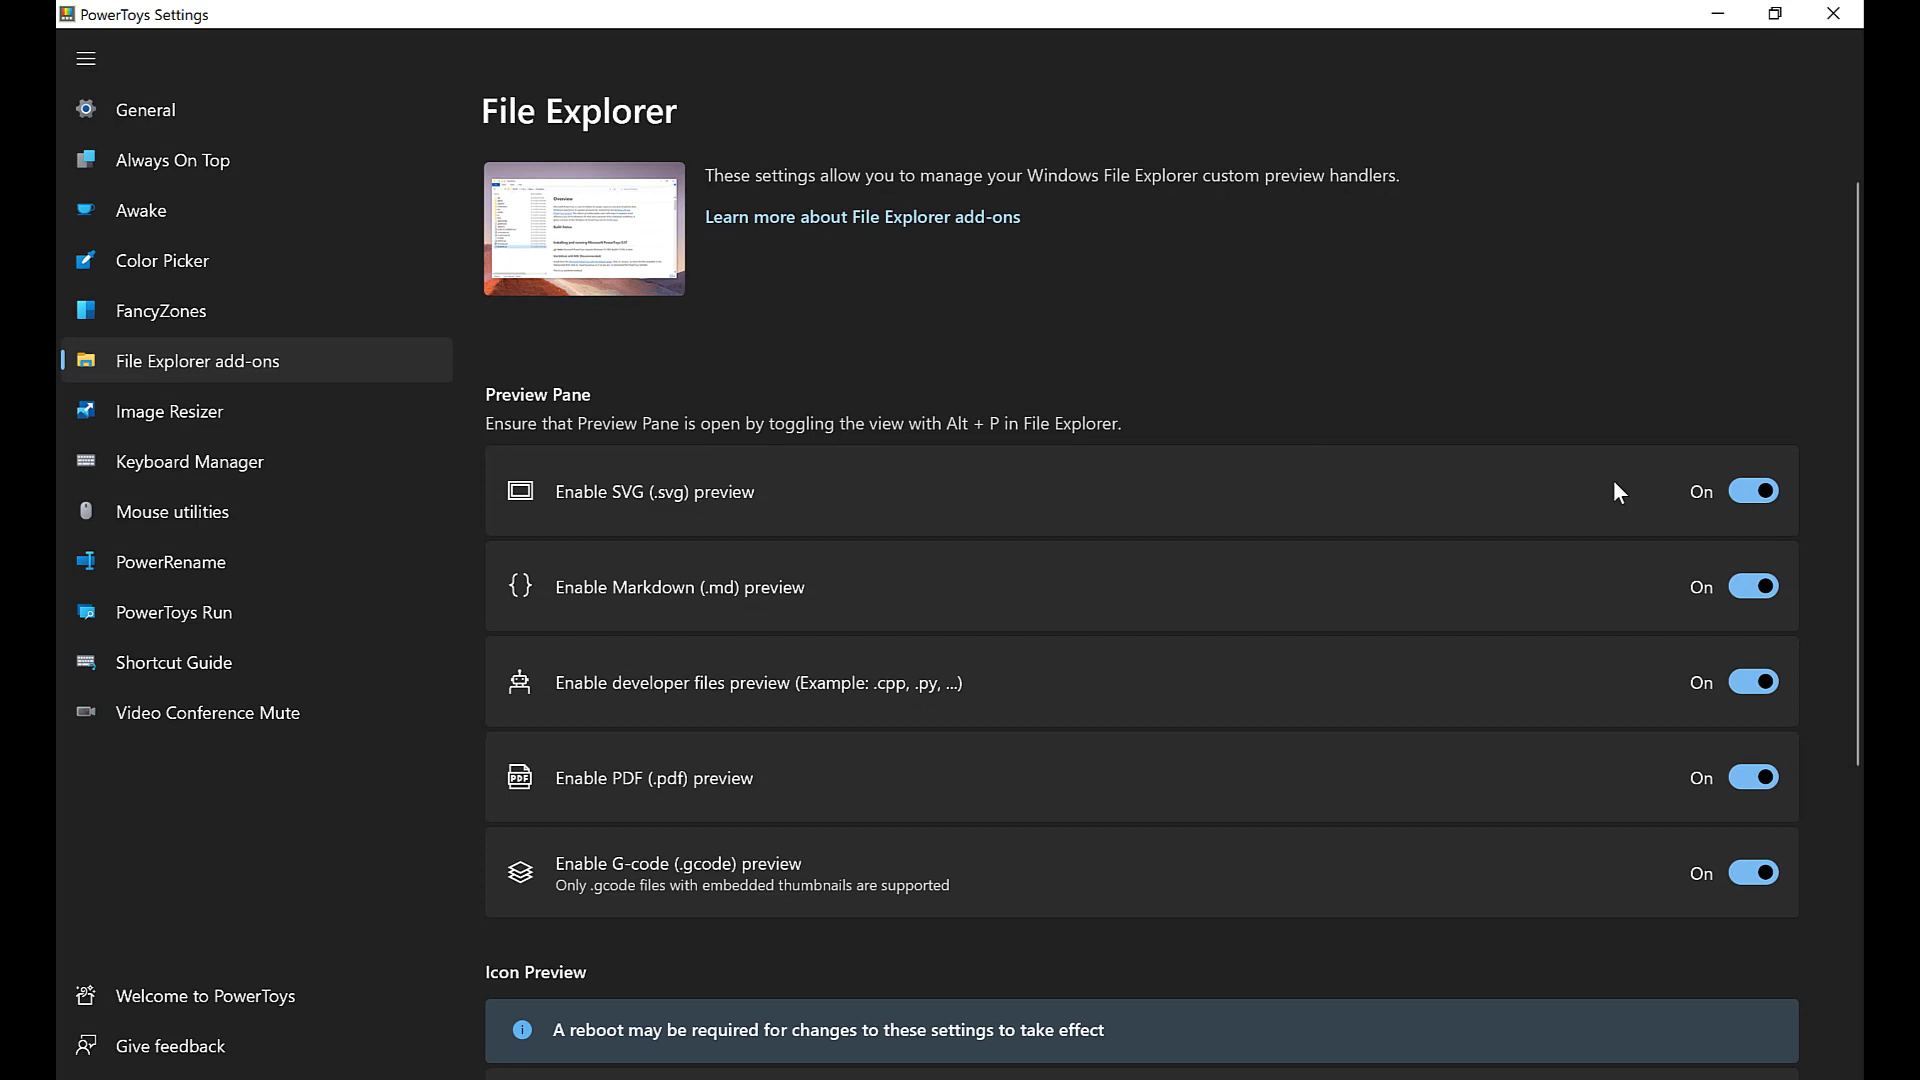 PowerToys Settings
General
Always On Top
Awake
Color Picker
FancyZones
File Explorer add-ons
Image Resizer
Keyboard Manager
Mouse utilities
PowerRename
PowerToys Run
Shortcut Guide
Video Conference Mute
Welcome to PowerToys
Give feedback
File Explorer
These settings allow you to manage your Windows File Explorer custom preview handlers.
Learn more about File Explorer add-ons
Overview
Build Status
Preview Pane
Ensure that Preview Pane is open by toggling the view with Alt + P in File Explorer.
Enable SVG (.svg) preview On
Enable Markdown (.md) preview On
Enable developer files preview (Example: .cpp, .py, ...) On
PDF Enable PDF (.pdf) preview On
Enable G-code (.gcode) preview On
Only .gcode files with embedded thumbnails are supported
Icon Preview
A reboot may be required for changes to these settings to take effect